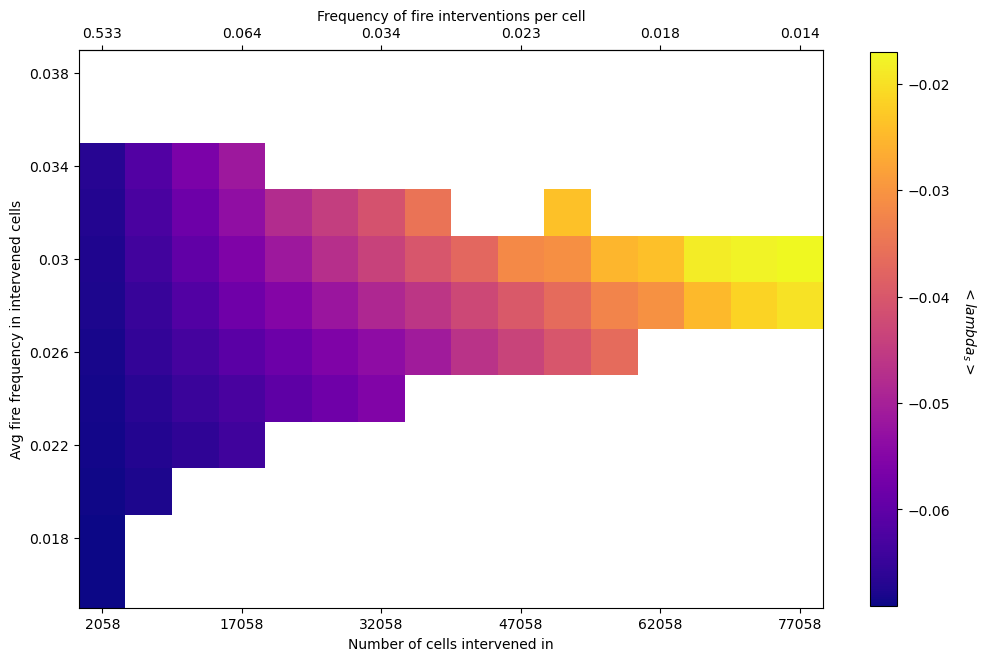 Frequency of fire interventions per cell
0.533 0.064 0.034 0.023 0.018 0.014
0.038
0.034
0.03
0.026
0.022
0.018
Avg fire frequency in intervened cells
2058 17058 32058 47058 62058 77058
Number of cells intervened in
−0.02
−0.03
−0.04
−0.05
−0.06
< lambda_s >